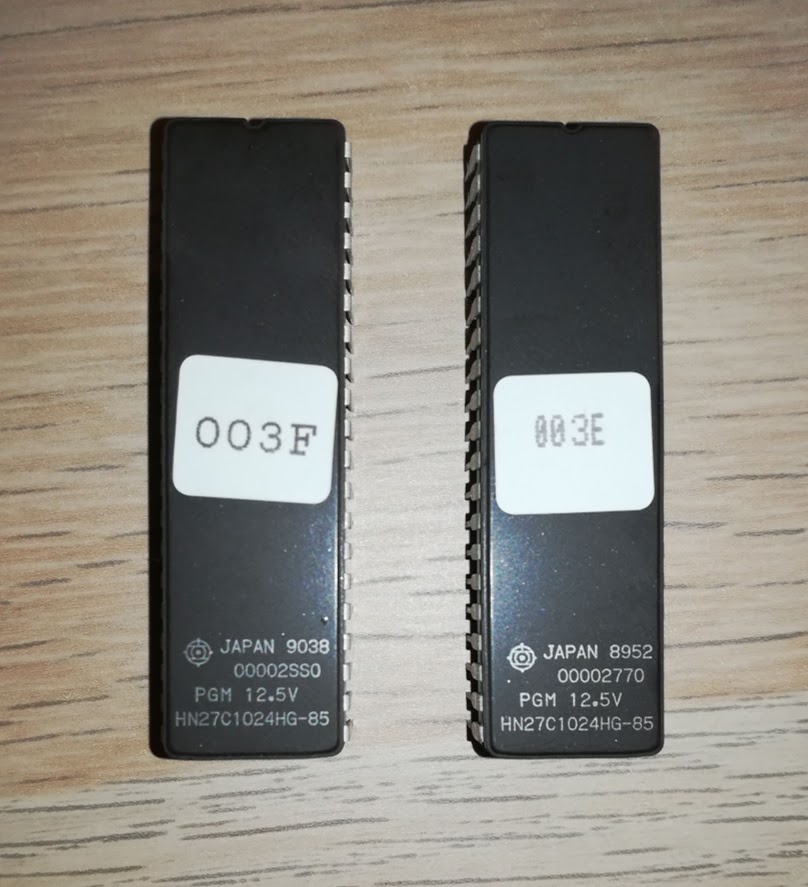 003F
JAPAN 9038
00002SS0
PGM 12.5V
HN27C1024HG-85
003E
JAPAN 8952
00002770
PGM 12.5V
HN27C1024HG-85